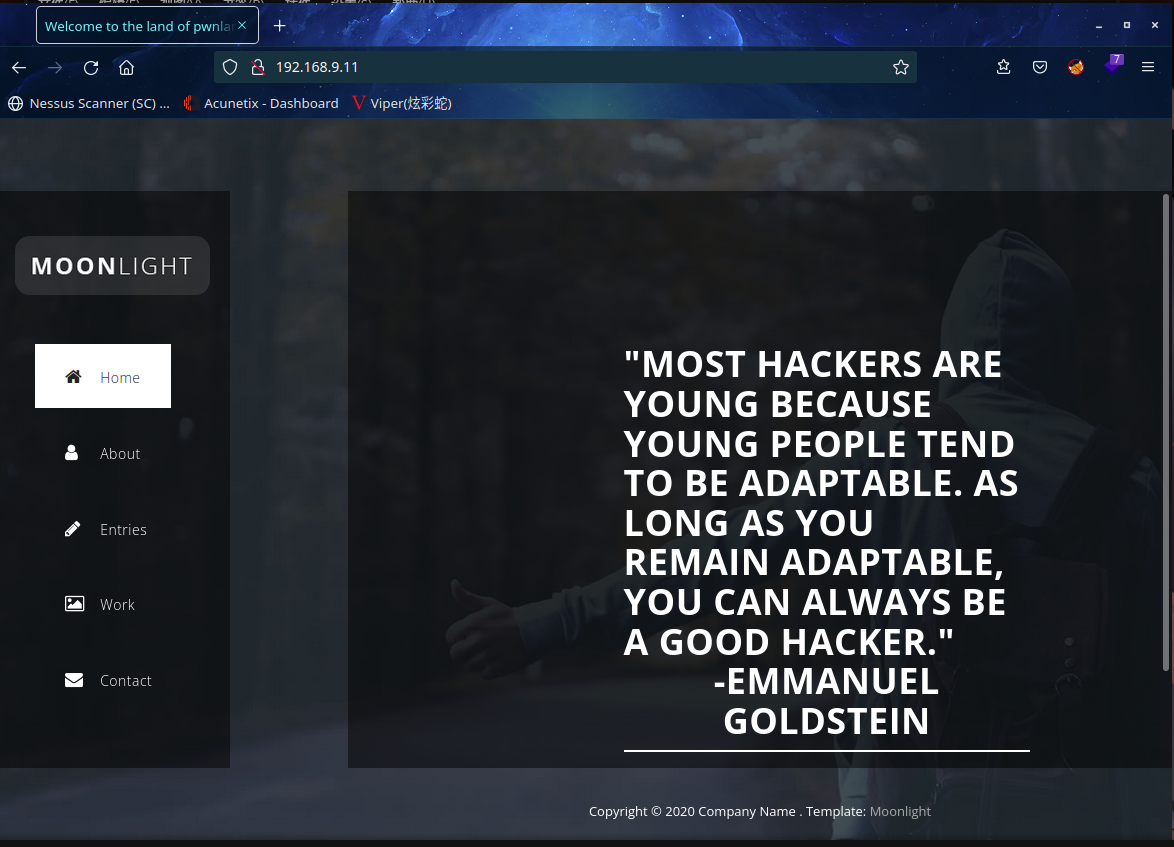 Welcome to the land of pwnlan
192.168.9.11
7
Nessus Scanner (SC) ...
Acunetix - Dashboard
Viper(炫彩蛇)
MOONLIGHT
Home
About
Entries
Work
Contact
"MOST HACKERS ARE
YOUNG BECAUSE
YOUNG PEOPLE TEND
TO BE ADAPTABLE. AS
LONG AS YOU
REMAIN ADAPTABLE,
YOU CAN ALWAYS BE
A GOOD HACKER."
-EMMANUEL
GOLDSTEIN
Copyright © 2020 Company Name . Template: Moonlight